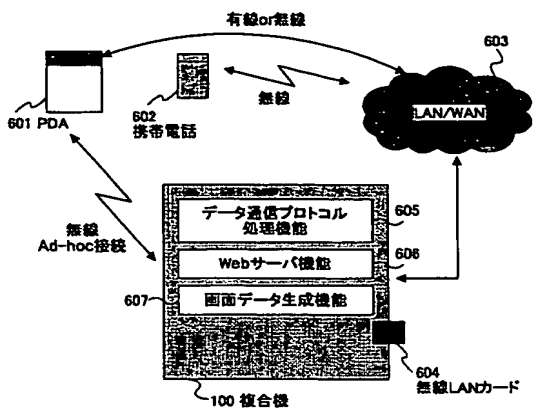 有線or無線
603
601 PDA
602
携帯電話
無線
LAN/WAN
無線
Ad-hoc接続
データ通信プロトコル
処理機能
605
Webサーバ機能
606
607
画面データ生成機能
604
無線LANカード
100 複合機